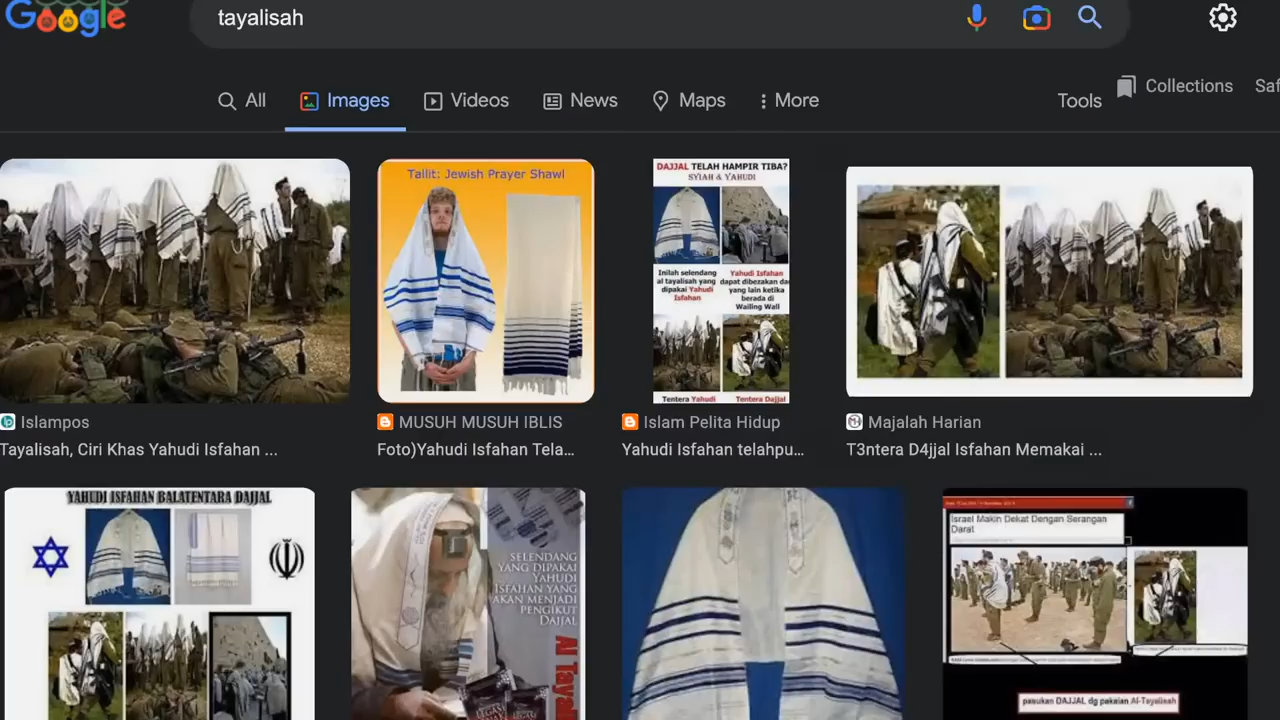 Google
tayalisah
All
Images
Videos
News
Maps
More
Tools
Collections
Saf
Tallit: Jewish Prayer Shawl
DAJJAL TELAH HAMPIR TIBA?
SYIAH & YAHUDI
Inilah selendang
al tayalisah yang
dipakai Yahudi
Isfahan
Yahudi Isfahan
dapat dibezakan da
yang lain ketika
berada di
Wailing Wall
Tentera Yahudi
Tentera Dajjal
Islampos
Tayalisah, Ciri Khas Yahudi Isfahan ...
MUSUH MUSUH IBLIS
Foto)Yahudi Isfahan Tela...
Islam Pelita Hidup
Yahudi Isfahan telahpu...
Majalah Harian
T3ntera D4jjal Isfahan Memakai ...
YAHUDI ISFAHAN BALATENTARA DAJJAL
SELENDANG
YANG DIPAKAI
YAHUDI
ISFAHAN YANG
AKAN MENJADI
PENGIKUT
DAJJAL
Al Taya
Israel Makin Dekat Dengan Serangan
Darat
pasukan DAJJAL dg pakaian Al-Tayalisah